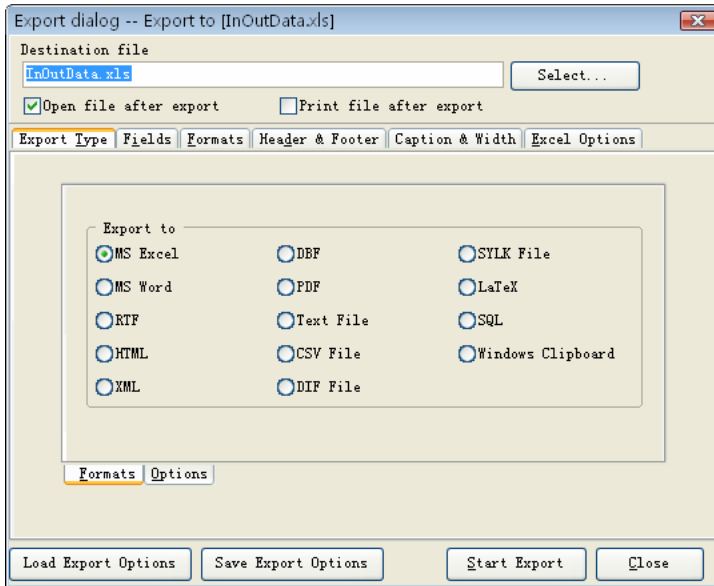 Export dialog -- Export to [InOutData.xls]
Destination file
InOutData.xls
Select...
Open file after export Print file after export
Export Type Fields Formats Header & Footer Caption & Width Excel Options
Export to
MS Excel DBF SYLK File
MS Word PDF LaTeX
RTF Text File SQL
HTML CSV File Windows Clipboard
XML DIF File
Formats Options
Load Export Options Save Export Options Start Export Close